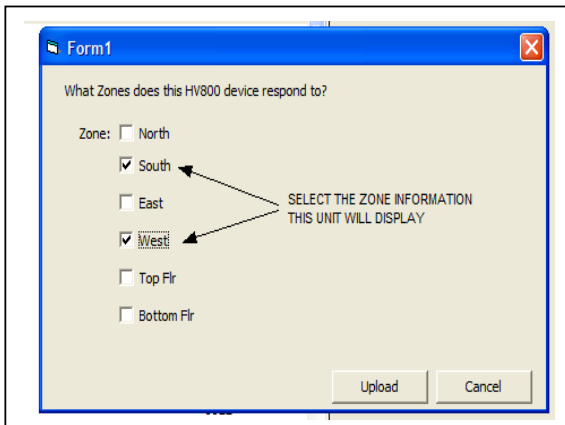 Form1
What Zones does this HV800 device respond to?
Zone: North
South
East
SELECT THE ZONE INFORMATION
THIS UNIT WILL DISPLAY
West
Top Flr
Bottom Flr
Upload Cancel